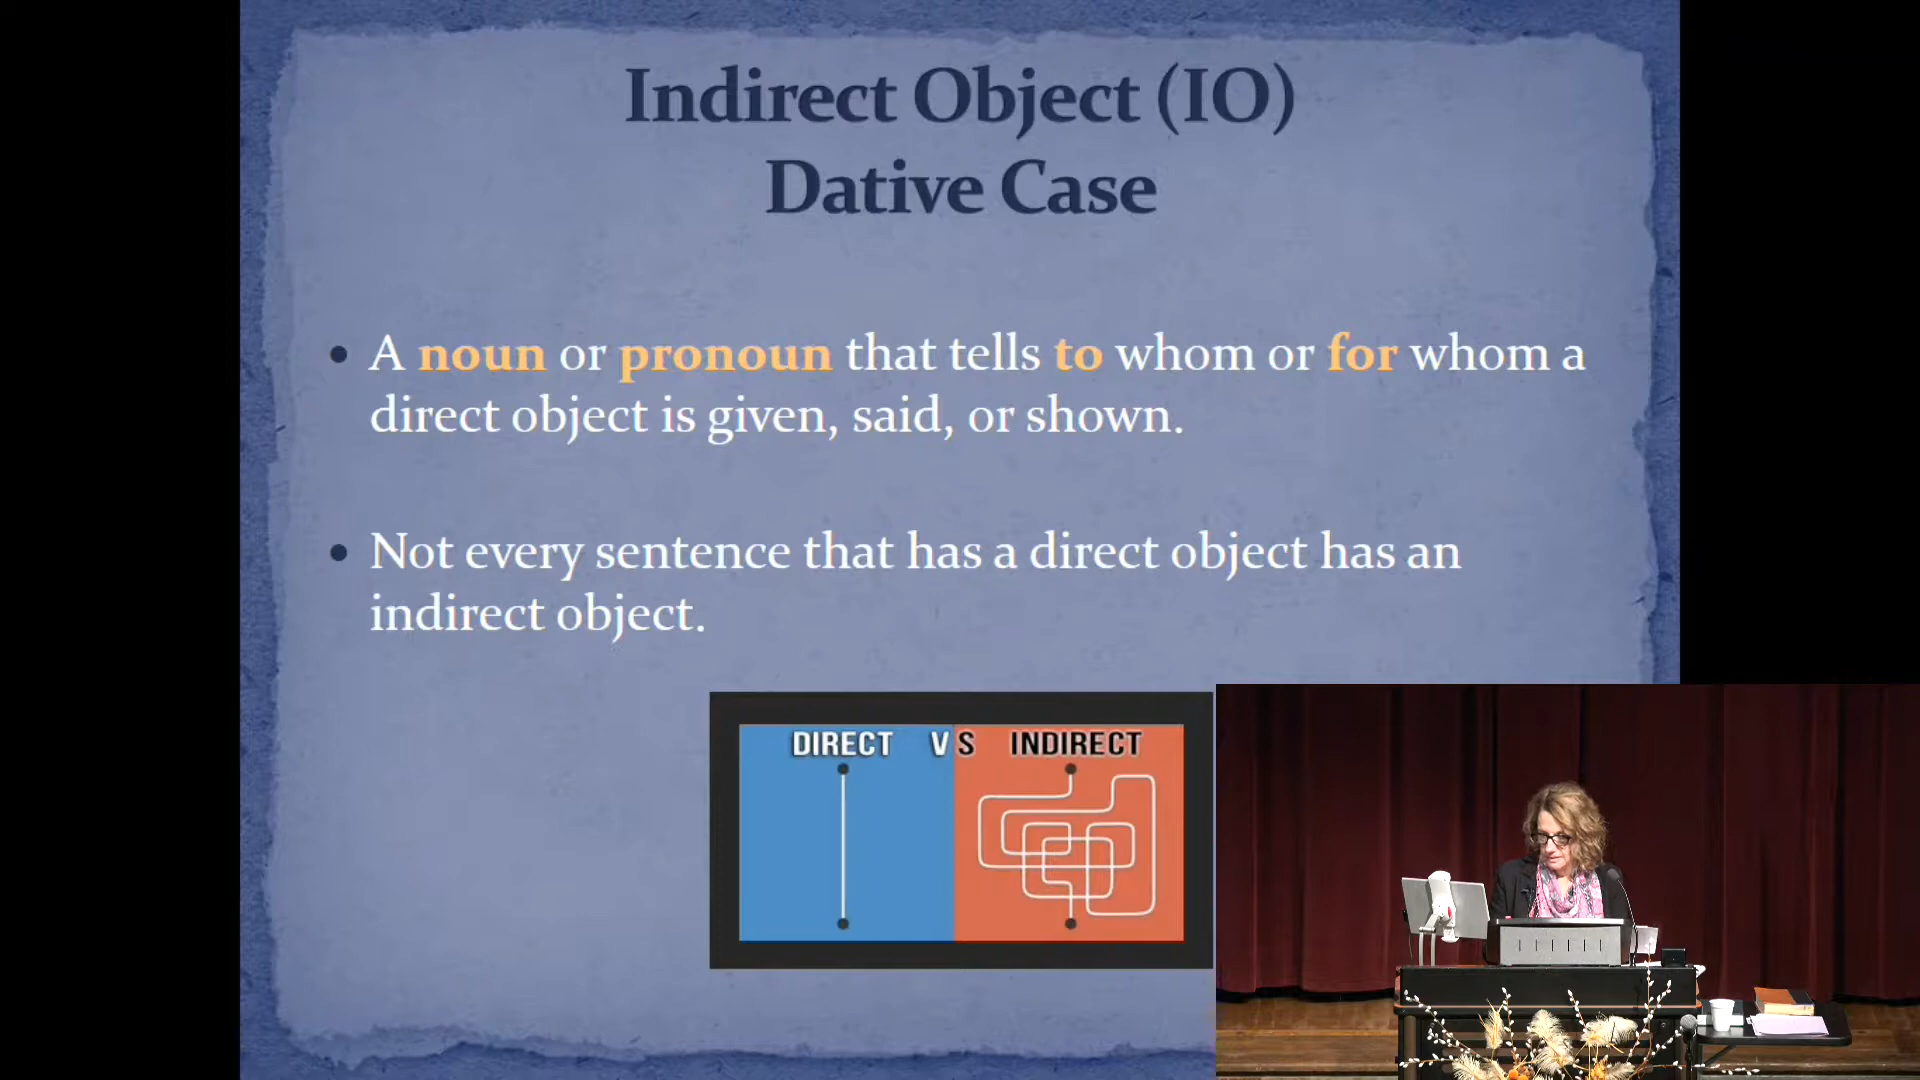 Indirect Object (IO)
Dative Case
• A noun or pronoun that tells to whom or for whom a
direct object is given, said, or shown.
• Not every sentence that has a direct object has an
indirect object.
DIRECT VS INDIRECT